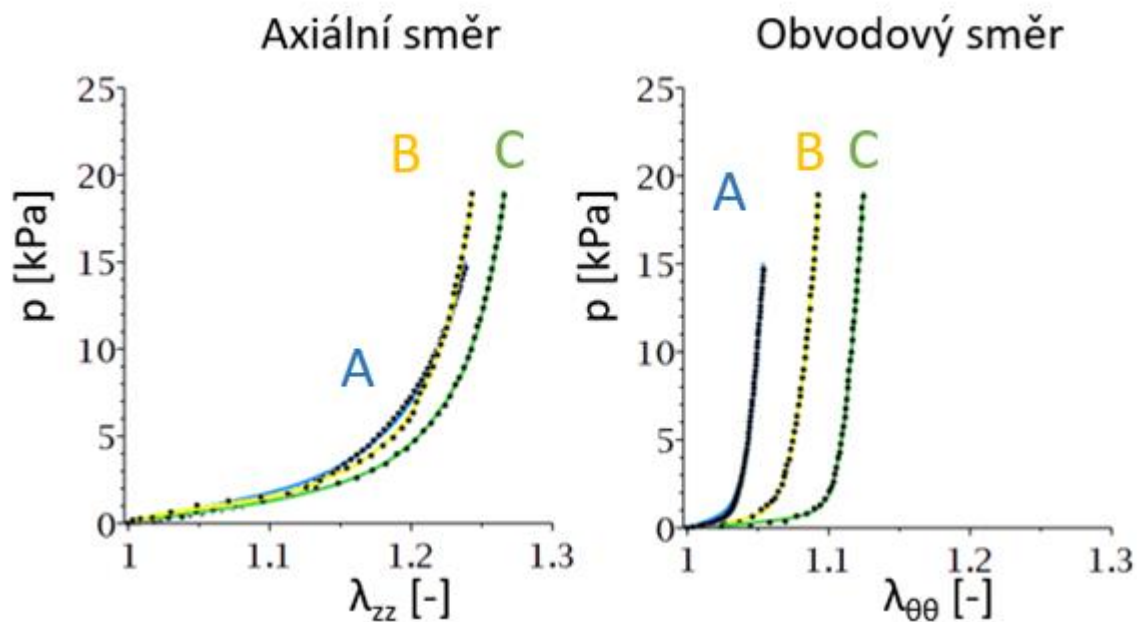 Axiální směr
25
20
15
10
5
0
p [kPa]
A
B
C
1
1.1
1.2
1.3
λzz [-]
Obvodový směr
25
20
15
10
5
0
p [kPa]
A
B
C
1
1.1
1.2
1.3
λθθ [-]